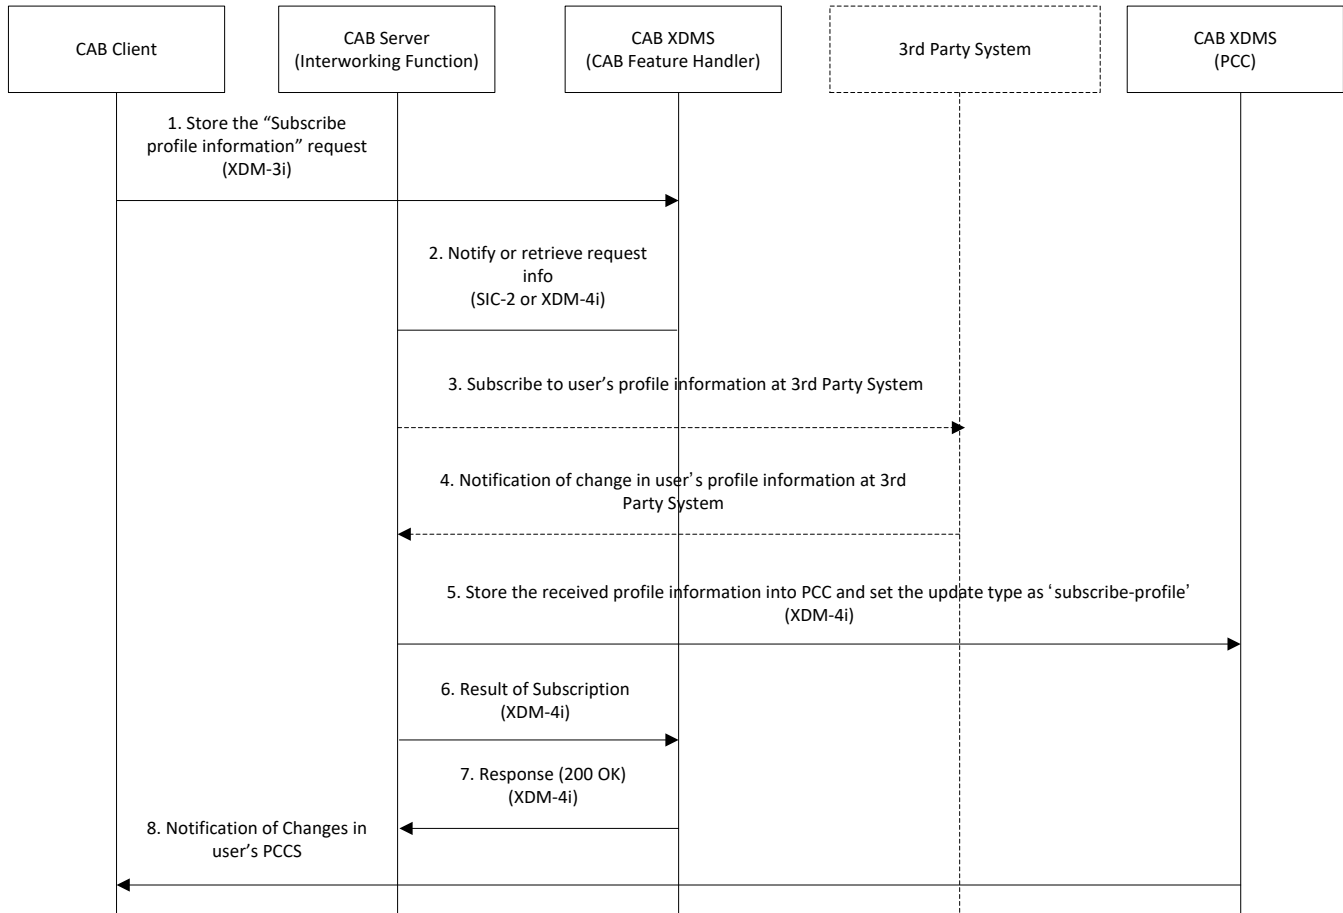 CAB Client
CAB Server
(Interworking Function)
CAB XDMS
(CAB Feature Handler)
3rd Party System
CAB XDMS
(PCC)
1. Store the “Subscribe
profile information” request
(XDM-3i)
2. Notify or retrieve request
info
(SIC-2 or XDM-4i)
3. Subscribe to user’s profile information at 3rd Party System
4. Notification of change in user’s profile information at 3rd
Party System
5. Store the received profile information into PCC and set the update type as ‘subscribe-profile’
(XDM-4i)
6. Result of Subscription
(XDM-4i)
7. Response (200 OK)
(XDM-4i)
8. Notification of Changes in
user's PCCS